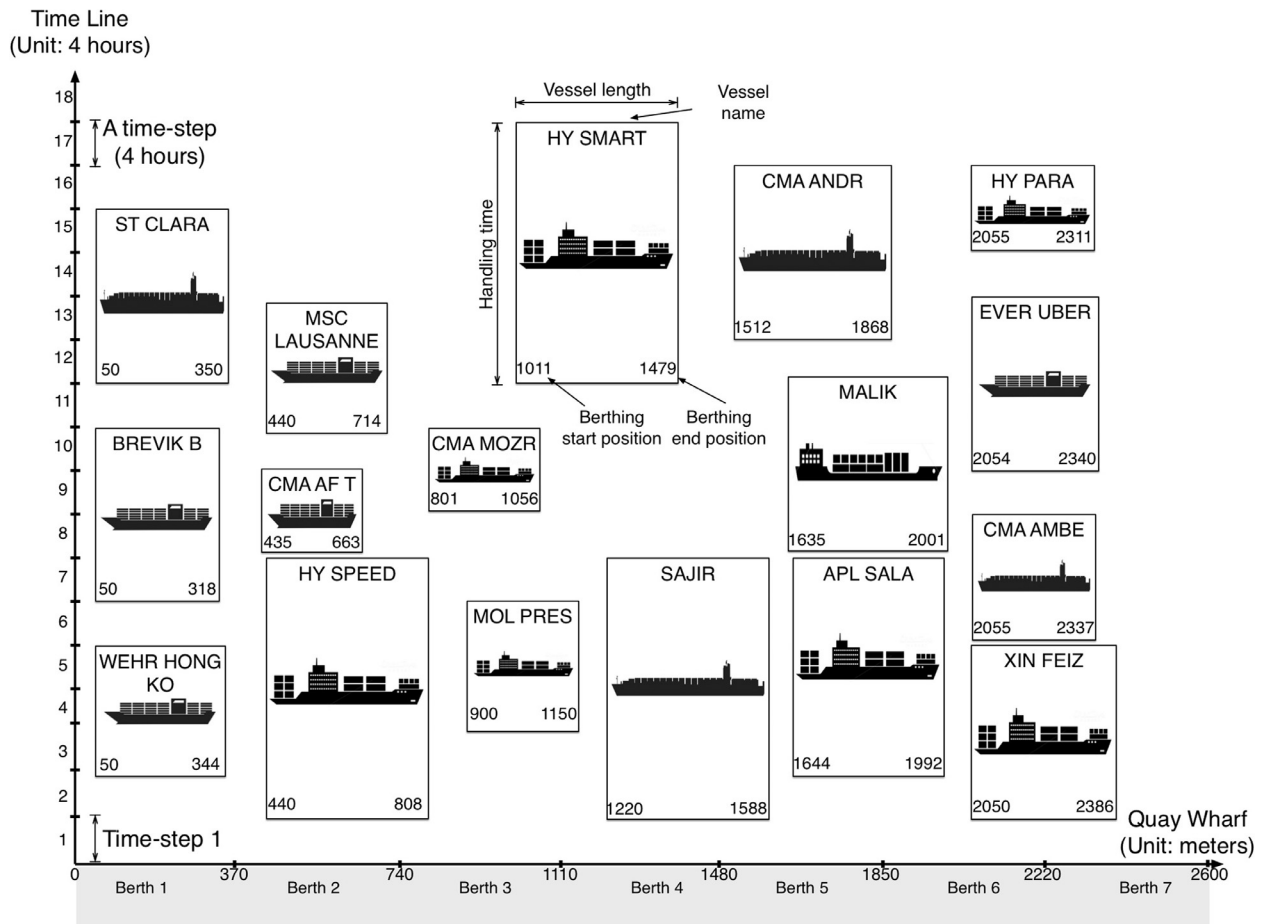 Time Line
(Unit: 4 hours)
18
17
16
15
14
13
12
11
10
9
8
7
6
5
4
3
2
1
A time-step
(4 hours)
Time-step 1
Vessel length
Vessel
name
Handling time
HY SMART
1011 1479
Berthing
start position
Berthing
end position
CMA ANDR
1512 1868
HY PARA
2055 2311
ST CLARA
50 350
MSC
LAUSANNE
440 714
EVER UBER
2054 2340
MALIK
1635 2001
BREVIK B
50 318
CMA MOZR
801 1056
CMA AF T
435 663
CMA AMBE
2055 2337
HY SPEED
440 808
SAJIR
1220 1588
APL SALA
1644 1992
MOL PRES
900 1150
WEHR HONG
KO
50 344
XIN FEIZ
2050 2386
Quay Wharf
(Unit: meters)
0 370 740 1110 1480 1850 2220 2600
Berth 1 Berth 2 Berth 3 Berth 4 Berth 5 Berth 6 Berth 7